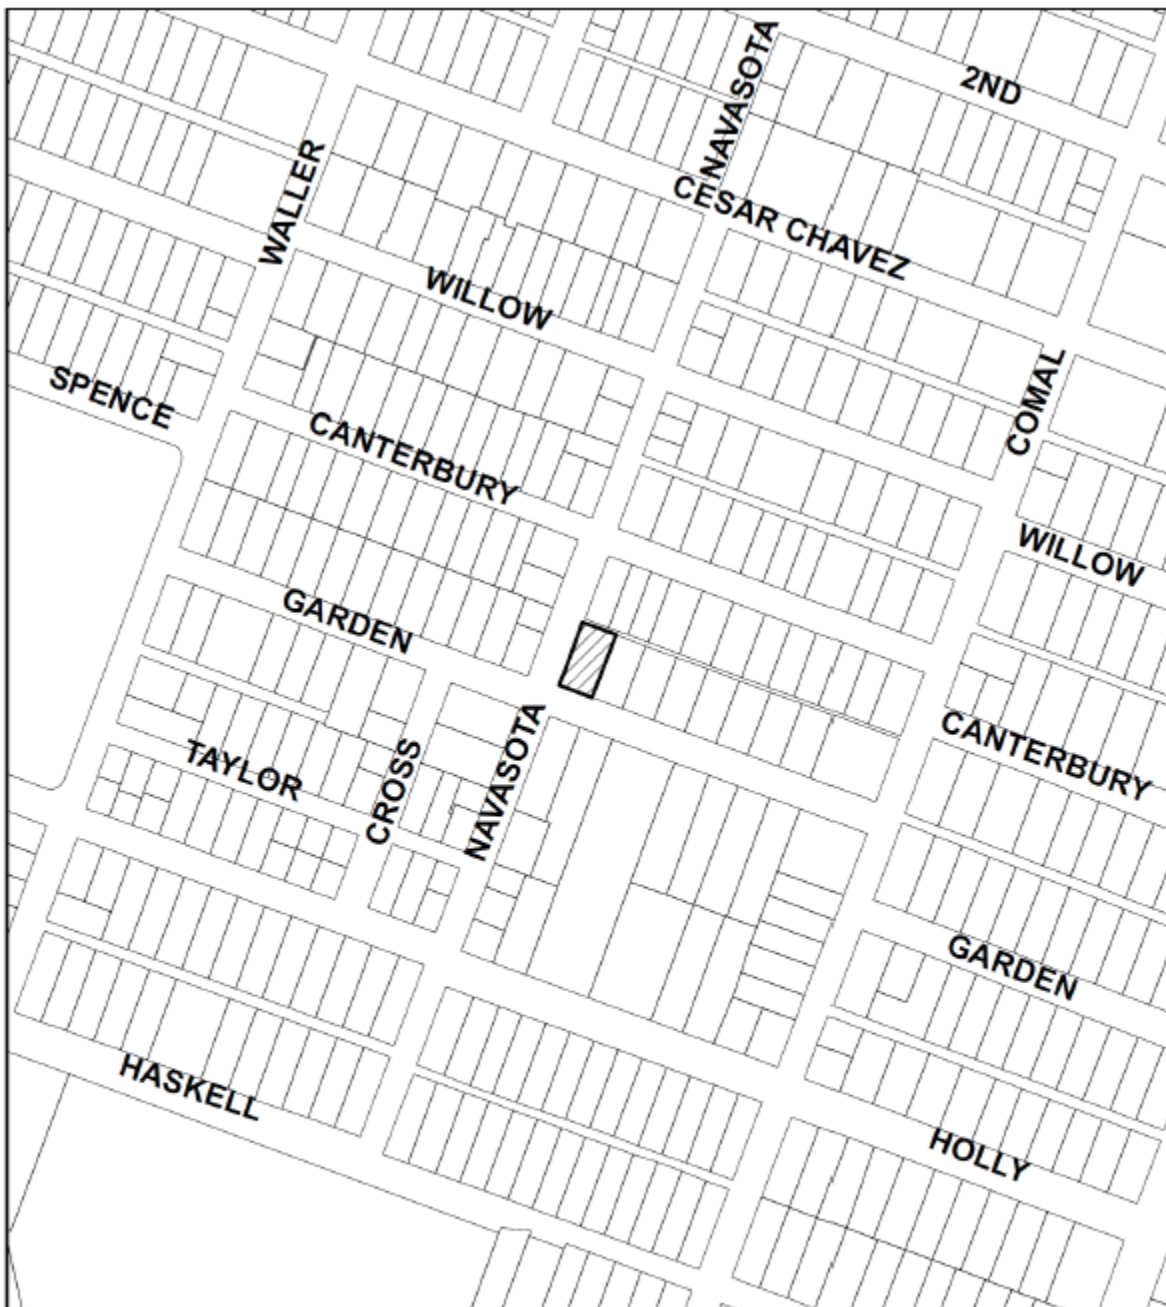 2ND
NAVASOTA
WALLER
CESAR CHAVEZ
WILLOW
COMAL
SPENCE
CANTERBURY
WILLOW
GARDEN
CANTERBURY
TAYLOR
CROSS
NAVASOTA
GARDEN
HASKELL
HOLLY